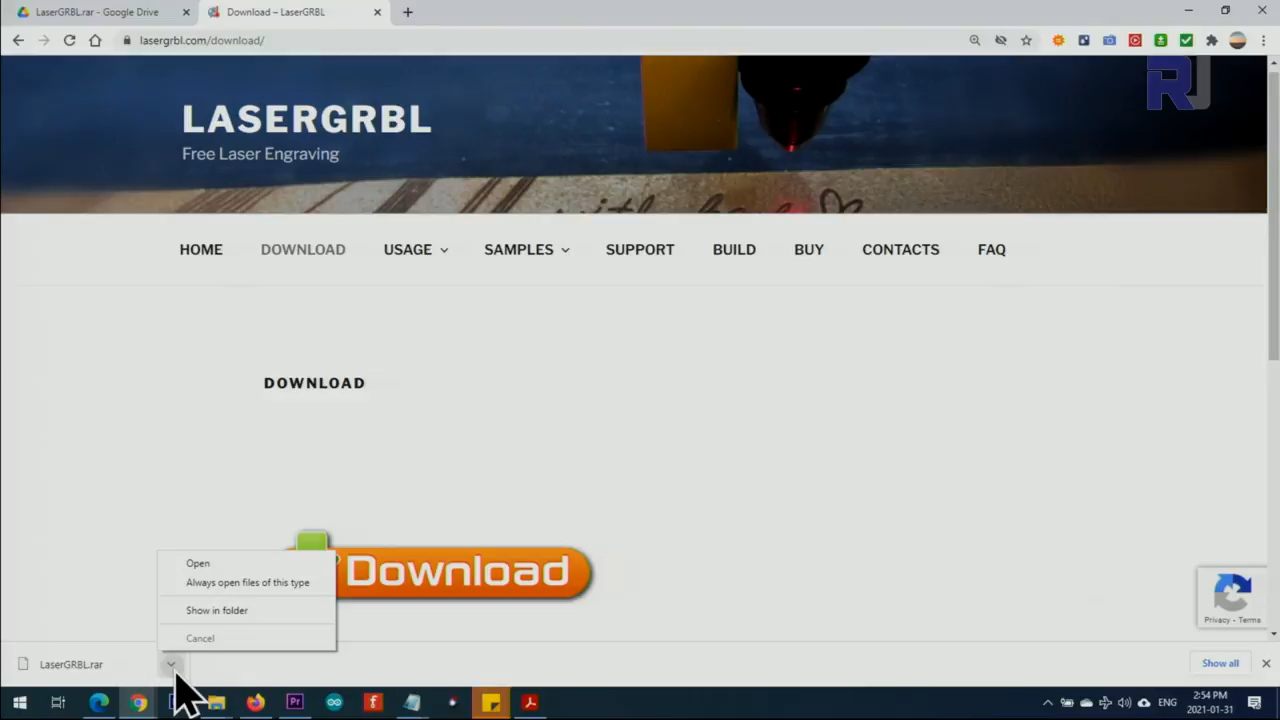 LaserGRBL.rar - Google Drive
Download – LaserGRBL
lasergrbl.com/download/
RJ
LASERGRBL
Free Laser Engraving
HOME DOWNLOAD USAGE SAMPLES SUPPORT BUILD BUY CONTACTS FAQ
DOWNLOAD
Download
Open
Always open files of this type
Show in folder
Cancel
Privacy - Terms
LaserGRBL.rar
Show all
Pr
ENG
2:54 PM
2021-01-31